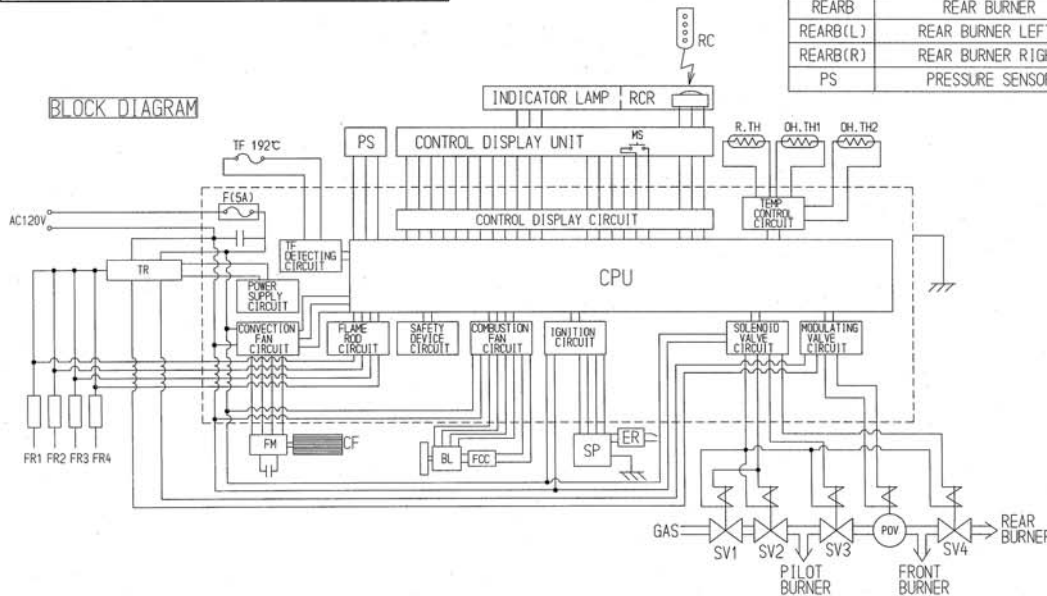 REARB REAR BURNER
REARB(L) REAR BURNER
REARB(R) REAR BURNER
PS PRESSURE SENSOR
RC
BLOCK DIAGRAM
INDICATOR LAMP RCR
PS
CONTROL DISPLAY UNIT
MS
R.TH
OH.TH1
OH.TH2
TF 192℃
F(5A)
AC120V
CONTROL DISPLAY CIRCUIT
TEMP
CONTROL
CIRCUIT
TF
DETECTING
CIRCUIT
CPU
TR
POWER
SUPPLY
CIRCUIT
CONVECTION
FAN
CIRCUIT
FLAME
ROD
CIRCUIT
SAFETY
DEVICE
CIRCUIT
COMBUSTION
FAN
CIRCUIT
IGNITION
CIRCUIT
SOLENOID
VALVE
CIRCUIT
MODULATING
VALVE
CIRCUIT
FR1 FR2 FR3 FR4
FM
CF
BL
FCC
SP
ER
GAS
SV1
SV2
SV3
POV
SV4
REAR
BURNER
PILOT
BURNER
FRONT
BURNER